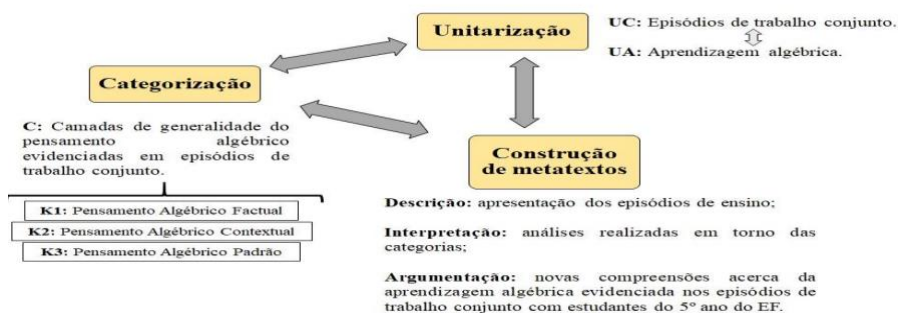 Unitarização
UC: Episódios de trabalho conjunto.
UA: Aprendizagem algébrica.
Categorização
C: Camadas de generalidade do
pensamento algébrico
evidenciadas em episódios de
trabalho conjunto.
K1: Pensamento Algébrico Factual
K2: Pensamento Algébrico Contextual
K3: Pensamento Algébrico Padrão
Construção
de metatextos
Descrição: apresentação dos episódios de ensino;
Interpretação: análises realizadas em torno das
categorias;
Argumentação: novas compreensões acerca da
aprendizagem algébrica evidenciada nos episódios de
trabalho conjunto com estudantes do 5º ano do EF.